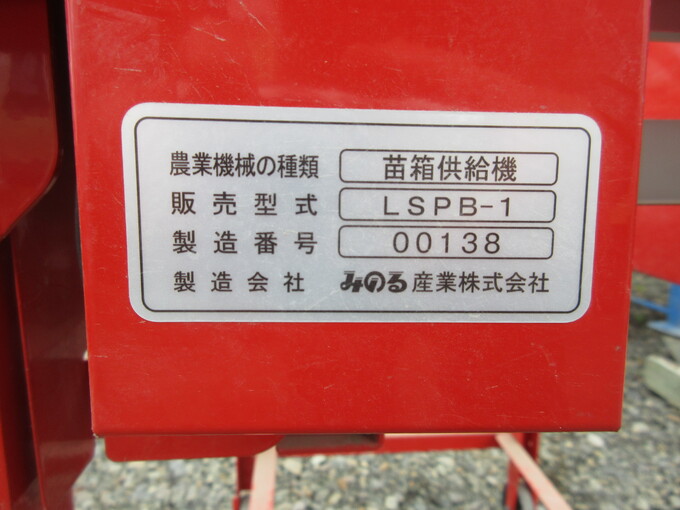 農業機械の種類 苗箱供給機
販売型式 LSPB-1
製造番号 00138
製造会社 みのる産業株式会社